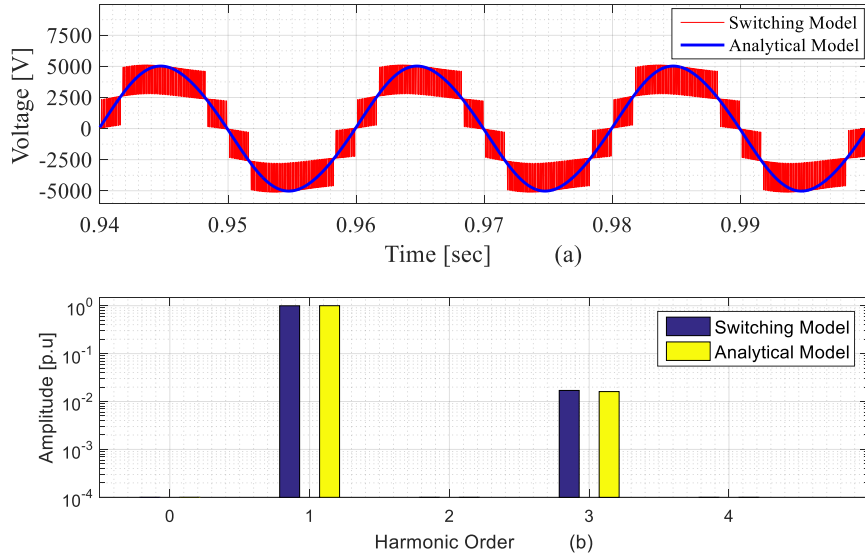 7500
5000
2500
0
-2500
-5000
Voltage [V]
Switching Model
Analytical Model
0.94 0.95 0.96 0.97 0.98 0.99
Time [sec] (a)
10^0
10^-1
10^-2
10^-3
10^-4
Amplitude [p.u]
Switching Model
Analytical Model
0 1 2 3 4
Harmonic Order (b)